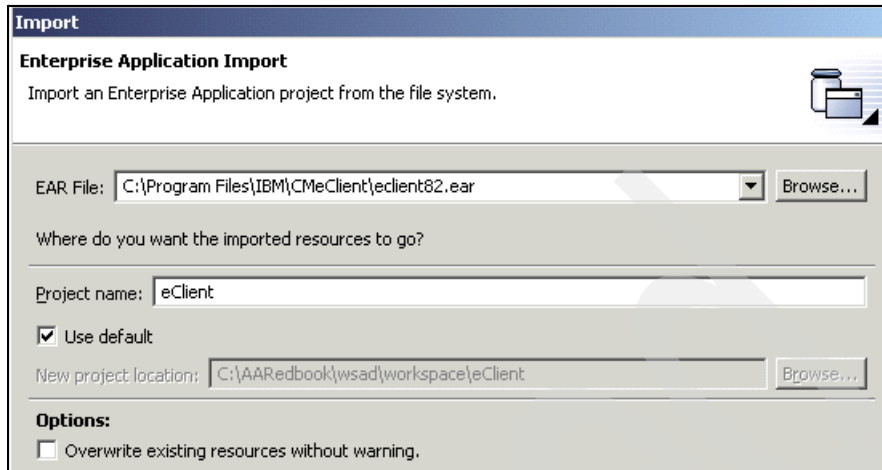 Import
Enterprise Application Import
Import an Enterprise Application project from the file system.
EAR File: C:\Program Files\IBM\CMeClient\eclient82.ear Browse...
Where do you want the imported resources to go?
Project name: eClient
Use default
New project location: C:\AARedbook\wsad\workspace\eClient Browse...
Options:
Overwrite existing resources without warning.